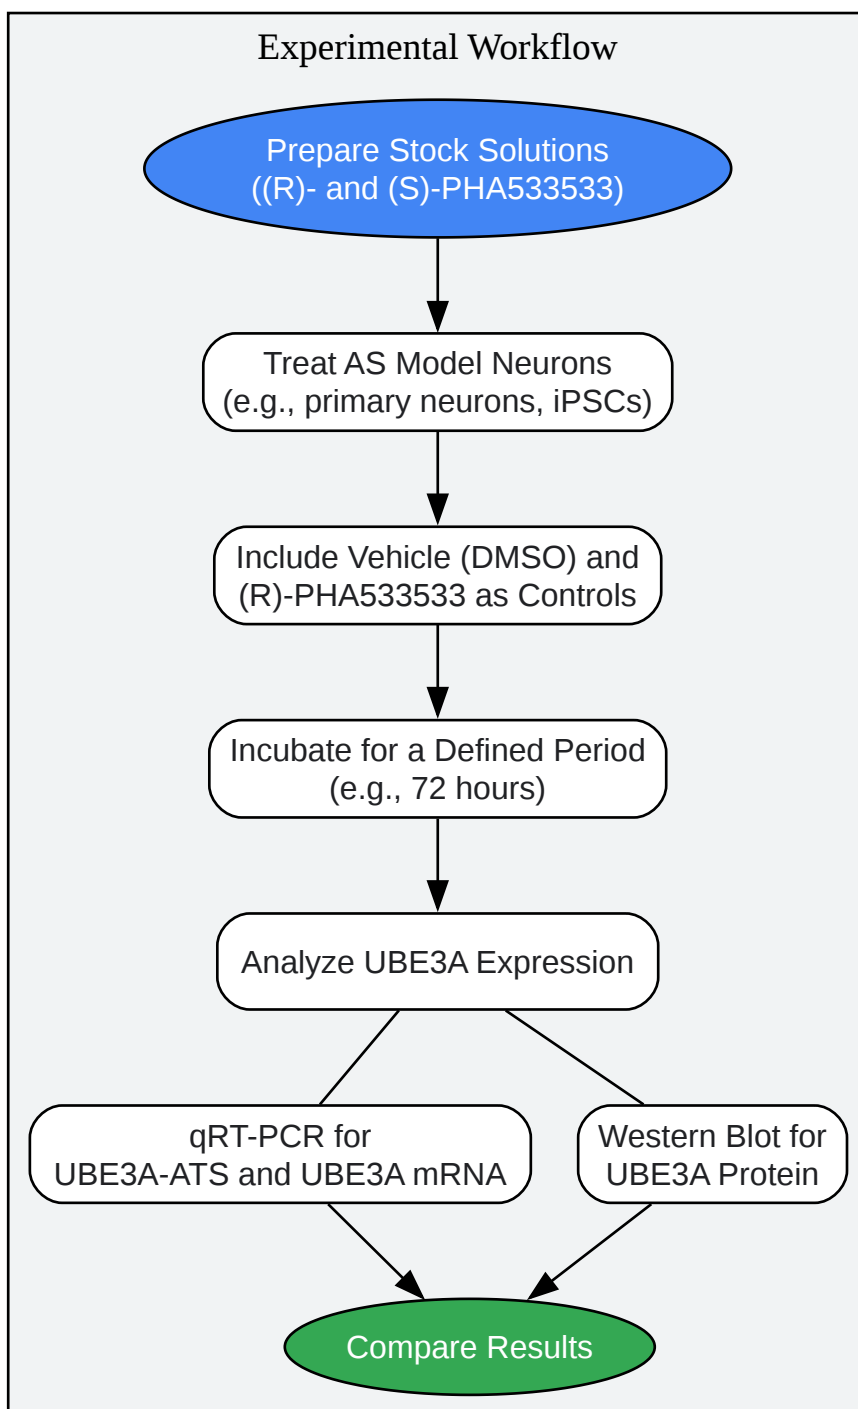 Experimental Workflow
Prepare Stock Solutions
((R)- and (S)-PHA533533)
Treat AS Model Neurons
(e.g., primary neurons, iPSCs)
Include Vehicle (DMSO) and
(R)-PHA533533 as Controls
Incubate for a Defined Period
(e.g., 72 hours)
Analyze UBE3A Expression
qRT-PCR for
UBE3A-ATS and UBE3A mRNA
Western Blot for
UBE3A Protein
Compare Results